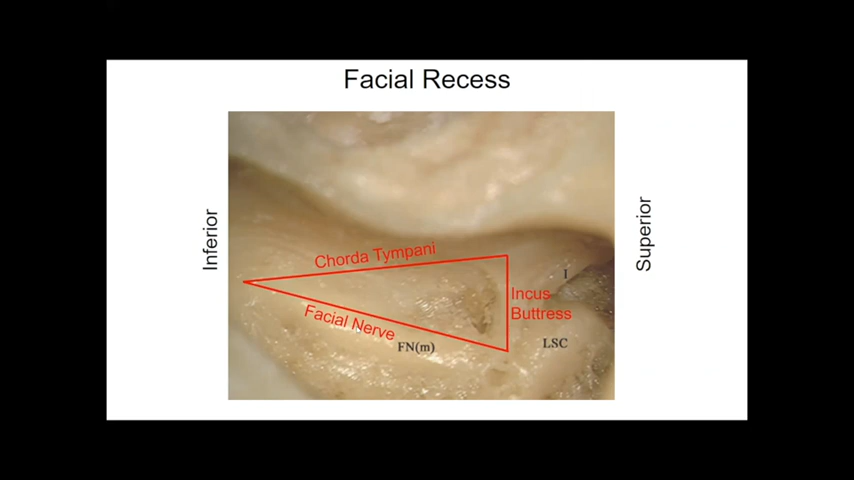 Facial Recess
Inferior
Superior
Chorda Tympani
I
Incus
Buttress
Facial Nerve
FN(m)
LSC